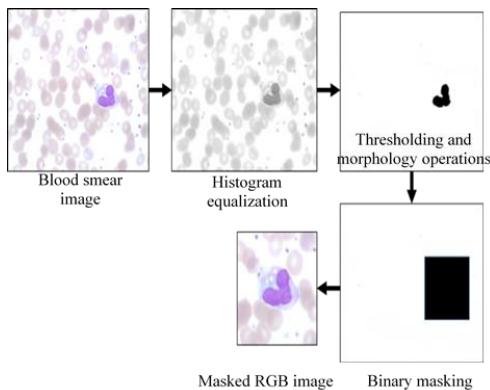 Blood smear
image
Histogram
equalization
Thresholding and
morphology operations
Masked RGB image
Binary masking